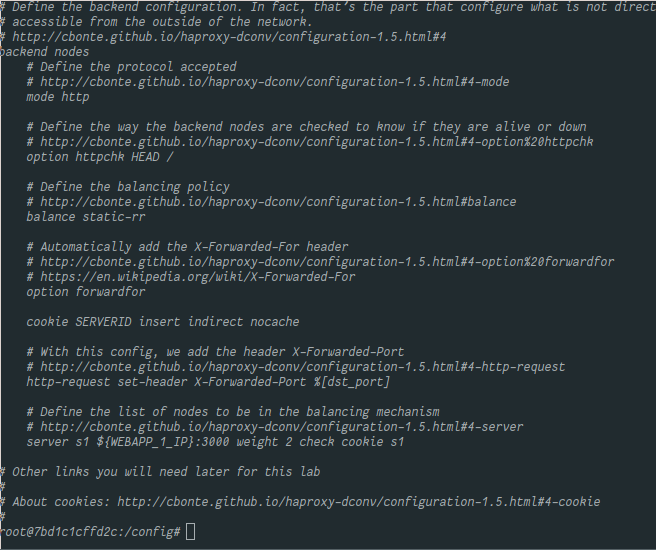 # Define the backend configuration. In fact, that's the part that configure what is not direct
# accessible from the outside of the network.
# http://cbonte.github.io/haproxy-dconv/configuration-1.5.html#4
backend nodes
# Define the protocol accepted
# http://cbonte.github.io/haproxy-dconv/configuration-1.5.html#4-mode
mode http
# Define the way the backend nodes are checked to know if they are alive or down
# http://cbonte.github.io/haproxy-dconv/configuration-1.5.html#4-option%20httpchk
option httpchk HEAD /
# Define the balancing policy
# http://cbonte.github.io/haproxy-dconv/configuration-1.5.html#balance
balance static-rr
# Automatically add the X-Forwarded-For header
# http://cbonte.github.io/haproxy-dconv/configuration-1.5.html#4-option%20forwardfor
# https://en.wikipedia.org/wiki/X-Forwarded-For
option forwardfor
cookie SERVERID insert indirect nocache
# With this config, we add the header X-Forwarded-Port
# http://cbonte.github.io/haproxy-dconv/configuration-1.5.html#4-http-request
http-request set-header X-Forwarded-Port %[dst_port]
# Define the list of nodes to be in the balancing mechanism
# http://cbonte.github.io/haproxy-dconv/configuration-1.5.html#4-server
server s1 ${WEBAPP_1_IP}:3000 weight 2 check cookie s1
# Other links you will need later for this lab
#
# About cookies: http://cbonte.github.io/haproxy-dconv/configuration-1.5.html#4-cookie
#
root@7bd1c1cffd2c:/config#